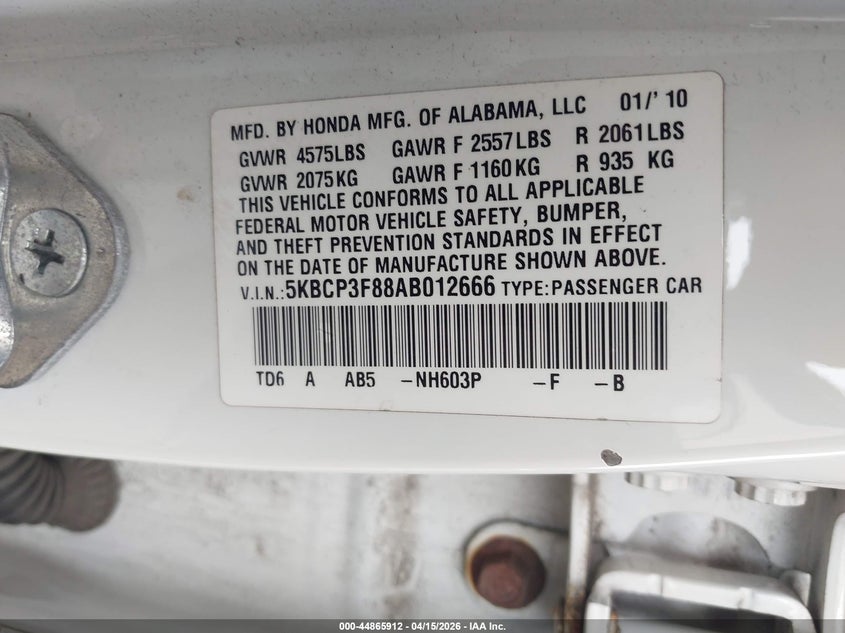 MFD. BY HONDA MFG. OF ALABAMA, LLC 01/' 10
GVWR 4575LBS GAWR F 2557LBS R 2061LBS
GVWR 2075KG GAWR F 1160KG R 935 KG
THIS VEHICLE CONFORMS TO ALL APPLICABLE
FEDERAL MOTOR VEHICLE SAFETY, BUMPER,
AND THEFT PREVENTION STANDARDS IN EFFECT
ON THE DATE OF MANUFACTURE SHOWN ABOVE.
V.I.N.:5KBCP3F88AB012666 TYPE:PASSENGER CAR
TD6 A AB5 -NH603P -F -B
000-44865912 - 04/15/2026 - IAA Inc.